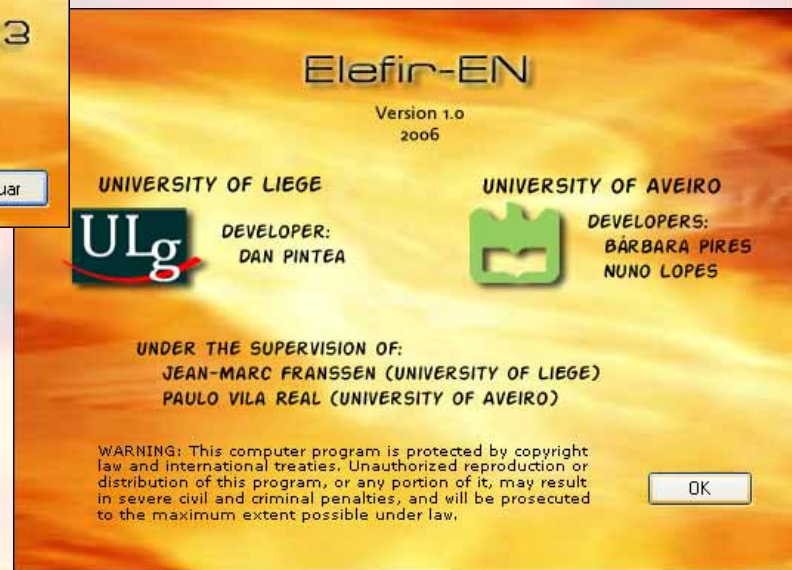 3
uar
Elefir-EN
Version 1.0
2006
UNIVERSITY OF LIEGE
ULg
DEVELOPER:
DAN PINTEA
UNIVERSITY OF AVEIRO
DEVELOPERS:
BÁRBARA PIRES
NUNO LOPES
UNDER THE SUPERVISION OF:
JEAN-MARC FRANSSEN (UNIVERSITY OF LIEGE)
PAULO VILA REAL (UNIVERSITY OF AVEIRO)
WARNING: This computer program is protected by copyright
law and international treaties. Unauthorized reproduction or
distribution of this program, or any portion of it, may result
in severe civil and criminal penalties, and will be prosecuted
to the maximum extent possible under law.
OK